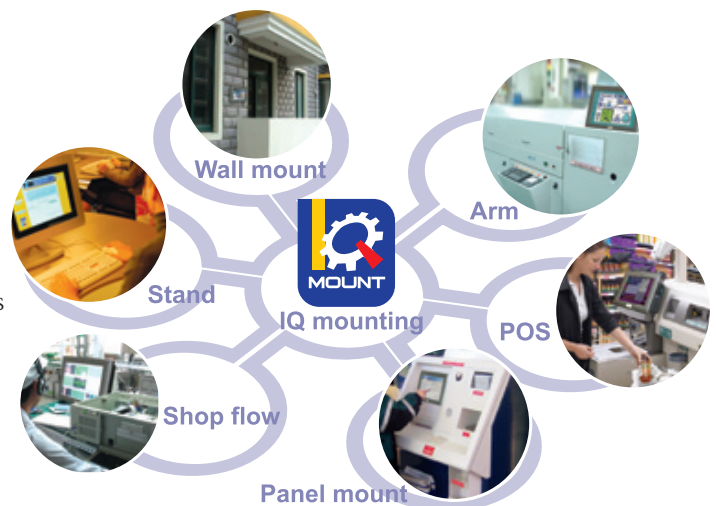 Wall mount
Arm
Stand
MOUNT
IQ mounting
POS
Shop flow
Panel mount
s